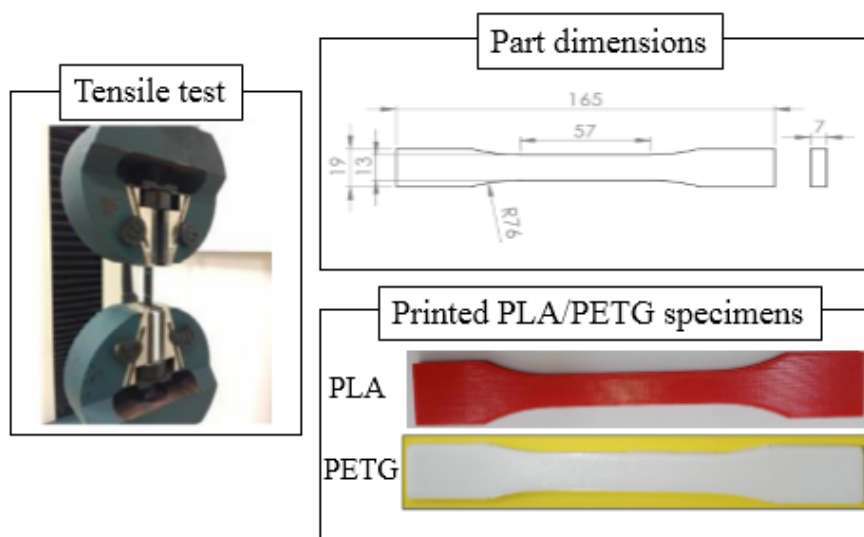 Tensile test
Part dimensions
165
57
7
19
13
R76
Printed PLA/PETG specimens
PLA
PETG